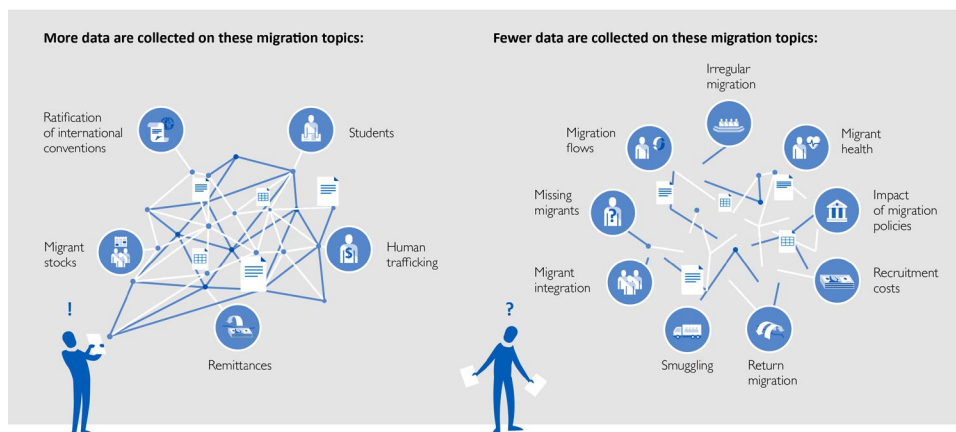 More data are collected on these migration topics:
Ratification
of international
conventions
Students
Migrant
stocks
Human
trafficking
$
!
Remittances
Fewer data are collected on these migration topics:
Irregular
migration
Migration
flows
Migrant
health
Missing
migrants
?
Impact
of migration
policies
Migrant
integration
Recruitment
costs
?
Smuggling
Return
migration